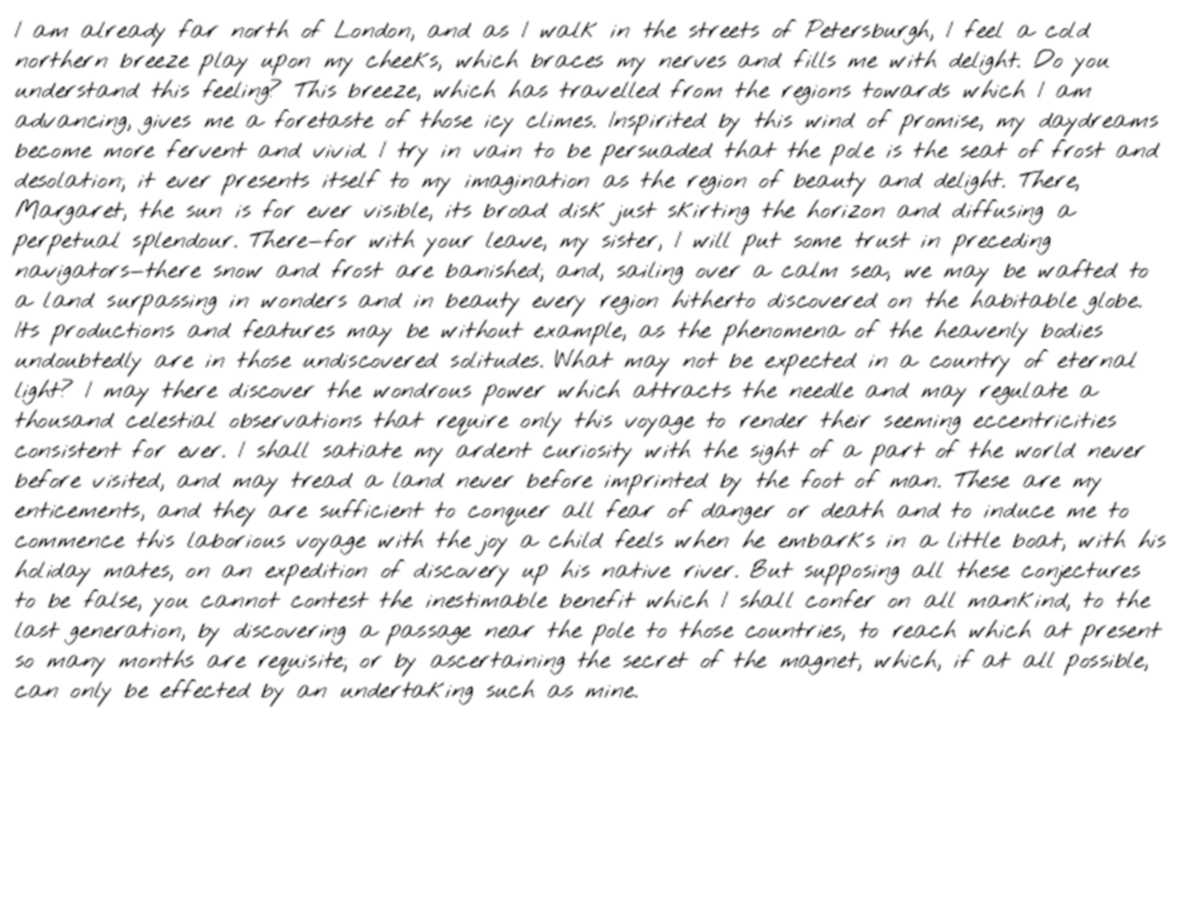 I am already far north of London, and as I walk in the streets of Petersburgh, I feel a cold
northern breeze play upon my cheeks, which braces my nerves and fills me with delight. Do you
understand this feeling? This breeze, which has travelled from the regions towards which I am
advancing, gives me a foretaste of those icy climes. Inspirited by this wind of promise, my daydreams
become more fervent and vivid. I try in vain to be persuaded that the pole is the seat of frost and
desolation; it ever presents itself to my imagination as the region of beauty and delight. There,
Margaret, the sun is for ever visible, its broad disk just skirting the horizon and diffusing a
perpetual splendour. There—for with your leave, my sister, I will put some trust in preceding
navigators—there snow and frost are banished; and, sailing over a calm sea, we may be wafted to
a land surpassing in wonders and in beauty every region hitherto discovered on the habitable globe.
Its productions and features may be without example, as the phenomena of the heavenly bodies
undoubtedly are in those undiscovered solitudes. What may not be expected in a country of eternal
light? I may there discover the wondrous power which attracts the needle and may regulate a
thousand celestial observations that require only this voyage to render their seeming eccentricities
consistent for ever. I shall satiate my ardent curiosity with the sight of a part of the world never
before visited, and may tread a land never before imprinted by the foot of man. These are my
enticements, and they are sufficient to conquer all fear of danger or death and to induce me to
commence this laborious voyage with the joy a child feels when he embarks in a little boat, with his
holiday mates, on an expedition of discovery up his native river. But supposing all these conjectures
to be false, you cannot contest the inestimable benefit which I shall confer on all mankind, to the
last generation, by discovering a passage near the pole to those countries, to reach which at present
so many months are requisite; or by ascertaining the secret of the magnet, which, if at all possible,
can only be effected by an undertaking such as mine.